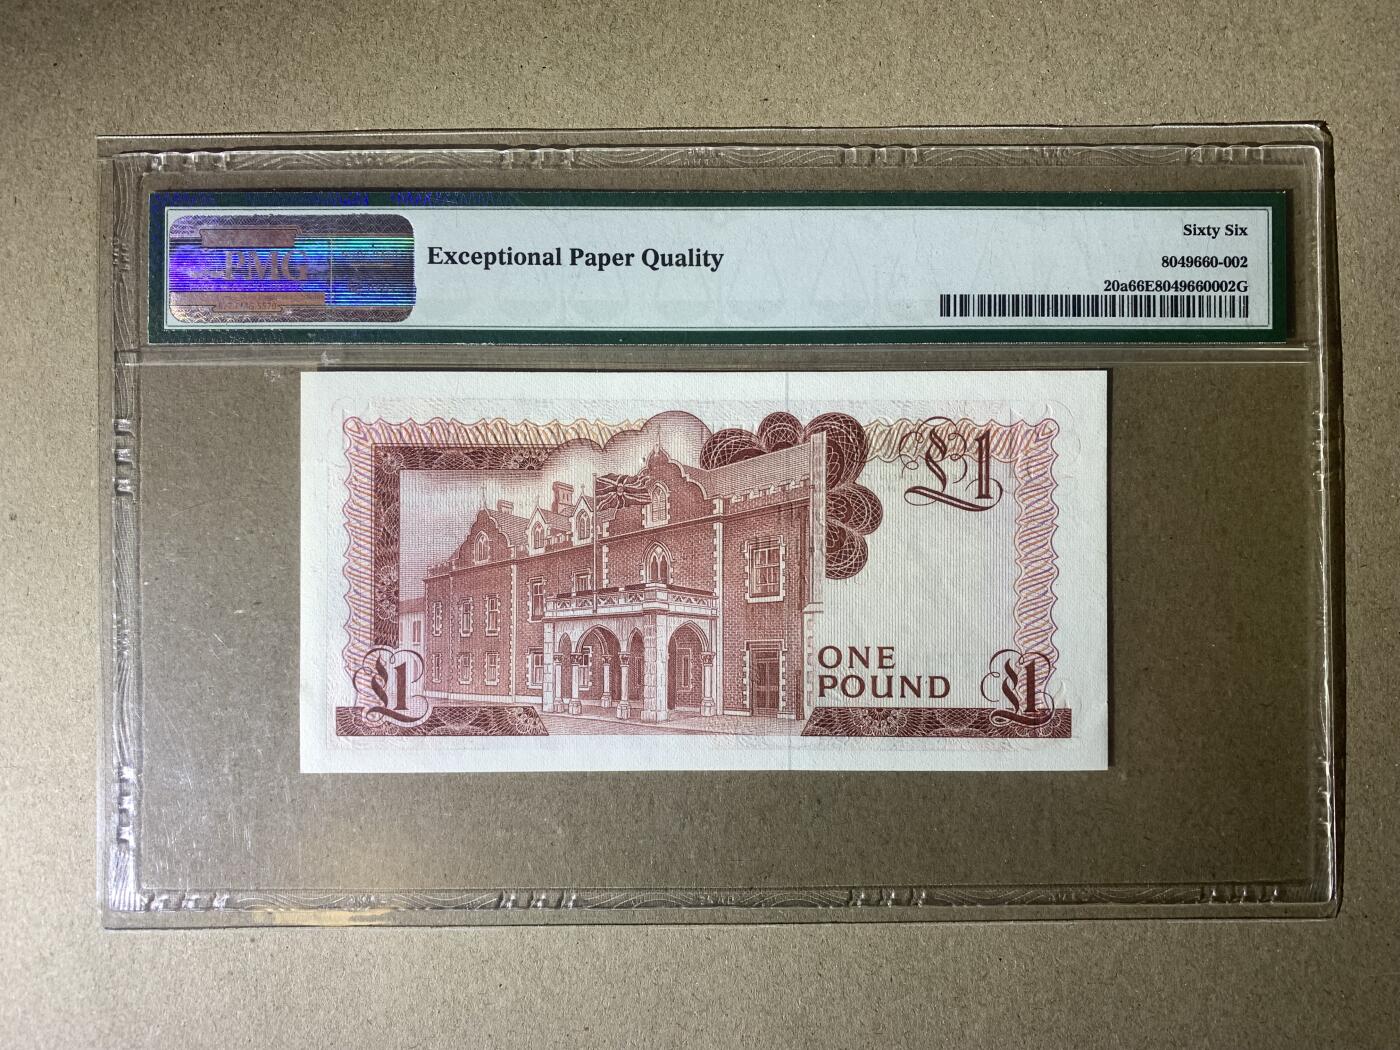 PMG
Exceptional Paper Quality
Sixty Six
8049660-002
20a66E8049660002G
£1
ONE
POUND
£1
£1